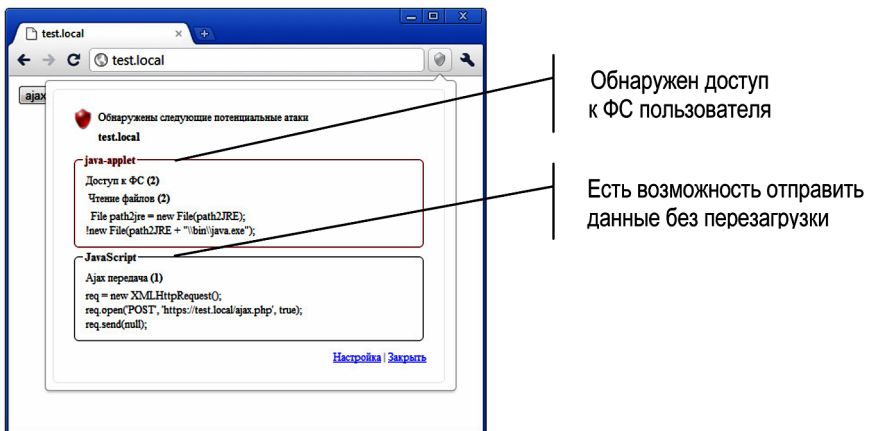 test.local
test.local
ajax
Обнаружены следующие потенциальные атаки
test.local
java-applet
Доступ к ФС (2)
Чтение файлов (2)
File path2jre = new File(path2JRE);
!new File(path2JRE + "\\bin\\java.exe");
JavaScript
Ajax передача (1)
req = new XMLHttpRequest();
req.open('POST', 'https://test.local/ajax.php', true);
req.send(null);
Настройка | Закрыть
Обнаружен доступ
к ФС пользователя
Есть возможность отправить
данные без перезагрузки